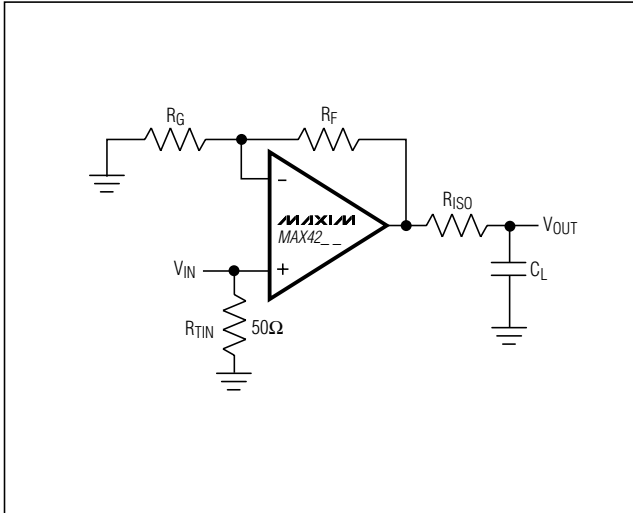 RG
RF
−
MAXIM
MAX42_ _
RISO
VOUT
VIN
+
CL
RTIN
50Ω